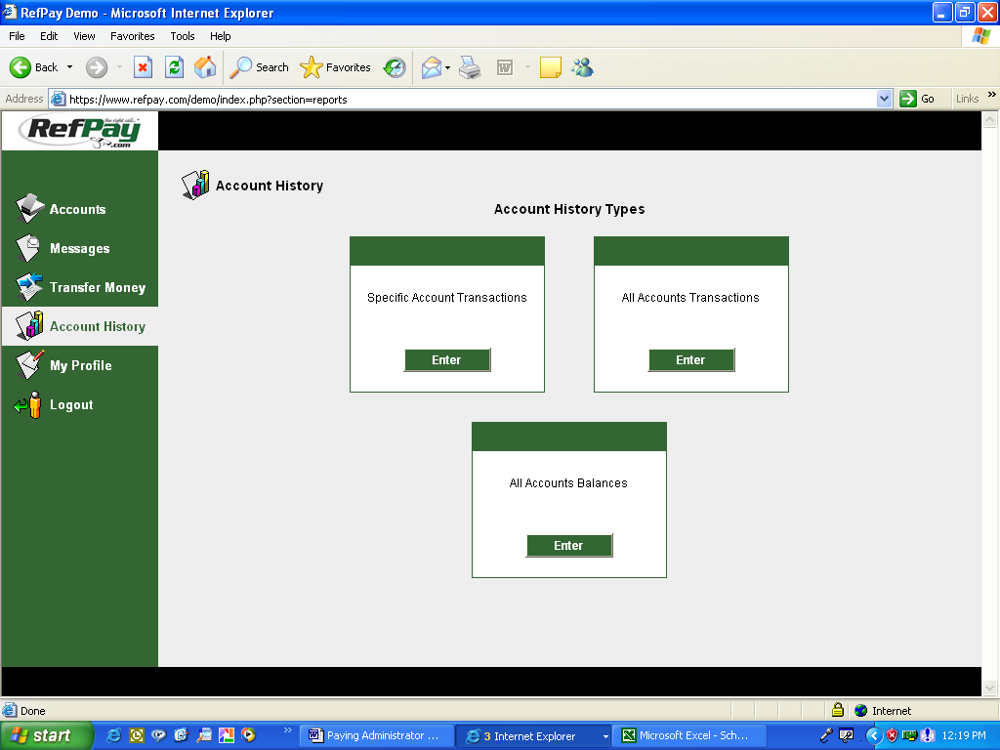 RefPay Demo - Microsoft Internet Explorer
File Edit View Favorites Tools Help
Back Search Favorites
Address https://www.refpay.com/demo/index.php?section=reports Go Links »
the right call...
RefPay
.com
Account History
Account History Types
Accounts
Messages
Transfer Money
Account History
My Profile
Logout
Specific Account Transactions
Enter
All Accounts Transactions
Enter
All Accounts Balances
Enter
Done Internet
start » Paying Administrator ... 3 Internet Explorer Microsoft Excel - Sch... 12:19 PM